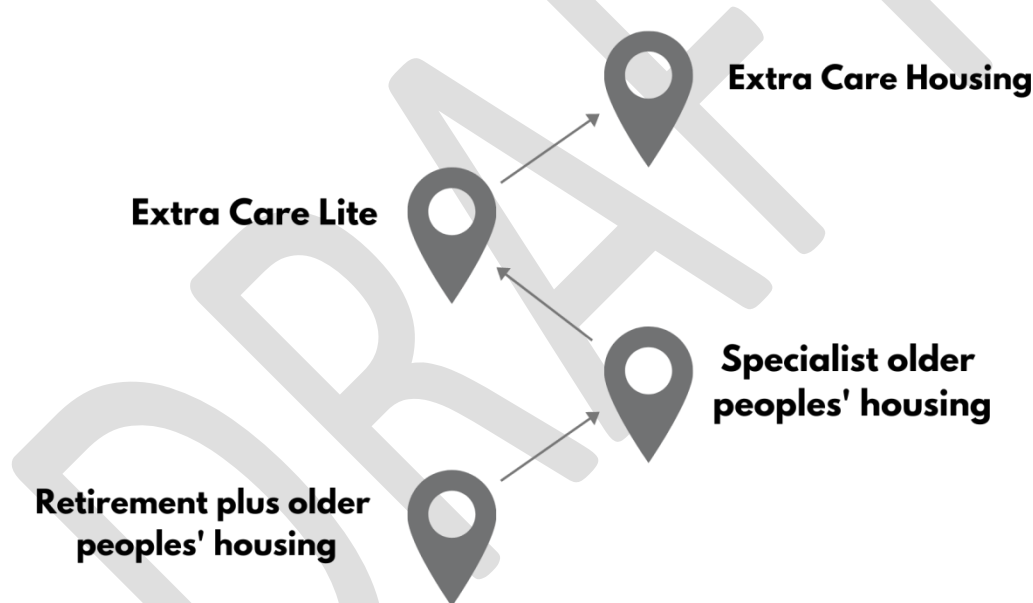 Extra Care Housing
Extra Care Lite
Specialist older
peoples' housing
Retirement plus older
peoples' housing
DRAFT